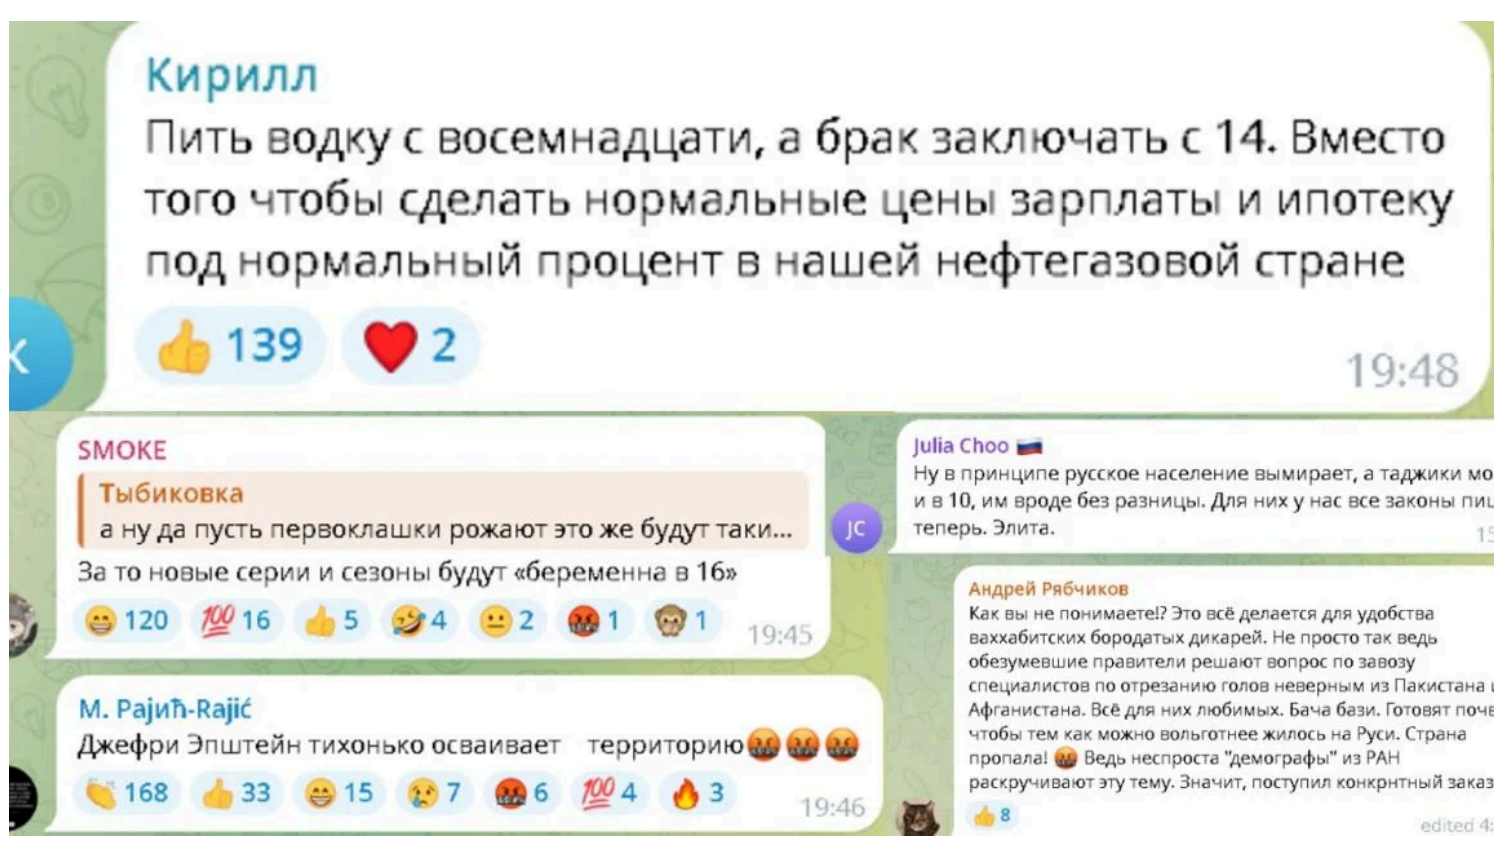 Кирилл
Пить водку с восемнадцати, а брак заключать с 14. Вместо
того чтобы сделать нормальные цены зарплаты и ипотеку
под нормальный процент в нашей нефтегазовой стране
139 2
19:48
K
SMOKE
Тыбиковка
а ну да пусть первоклашки рожают это же будут таки...
За то новые серии и сезоны будут «беременна в 16»
120 100 16 5 4 2 1 1
19:45
М. Рајић-Rajić
Джефри Эпштейн тихонько осваивает территорию
168 33 15 7 6 100 4 3
19:46
Julia Choo
Ну в принципе русское население вымирает, а таджики мо
и в 10, им вроде без разницы. Для них у нас все законы пиш
теперь. Элита.
15
JC
Андрей Рябчиков
Как вы не понимаете!? Это всё делается для удобства
ваххабитских бородатых дикарей. Не просто так ведь
обезумевшие правители решают вопрос по завозу
специалистов по отрезанию голов неверным из Пакистана и
Афганистана. Всё для них любимых. Бача бази. Готовят почв
чтобы тем как можно вольготнее жилось на Руси. Страна
пропала! Ведь неспроста "демографы" из РАН
раскручивают эту тему. Значит, поступил конкрнтный заказ
8
edited 4: